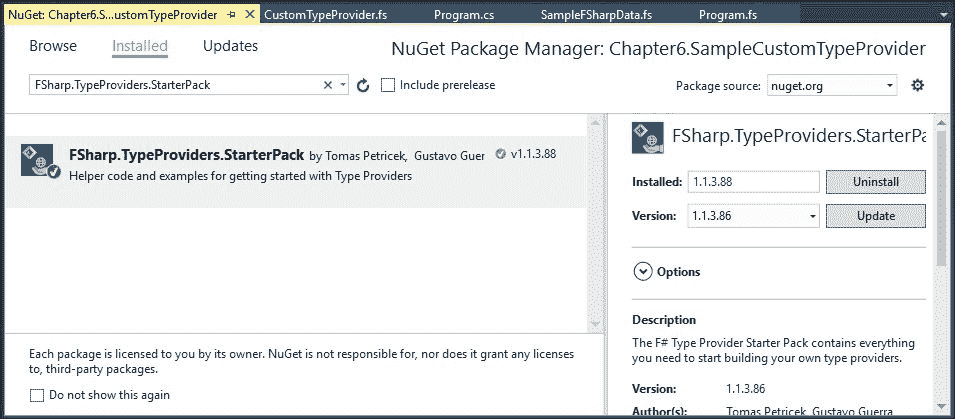 NuGet: Chapter6.S...ustomTypeProvider CustomTypeProvider.fs Program.cs SampleFSharpData.fs Program.fs
Browse Installed Updates
NuGet Package Manager: Chapter6.SampleCustomTypeProvider
FSharp.TypeProviders.StarterPack
Include prerelease
Package source: nuget.org
FSharp.TypeProviders.StarterPack by Tomas Petricek, Gustavo Guer v1.1.3.88
Helper code and examples for getting started with Type Providers
Each package is licensed to you by its owner. NuGet is not responsible for, nor does it grant any licenses
to, third-party packages.
Do not show this again
FSharp.TypeProviders.StarterPa
Installed: 1.1.3.88 Uninstall
Version: 1.1.3.86 Update
Options
Description
The F# Type Provider Starter Pack contains everything
you need to start building your own type providers.
Version: 1.1.3.86
Author(s): Tomas Petricek, Gustavo Guerra